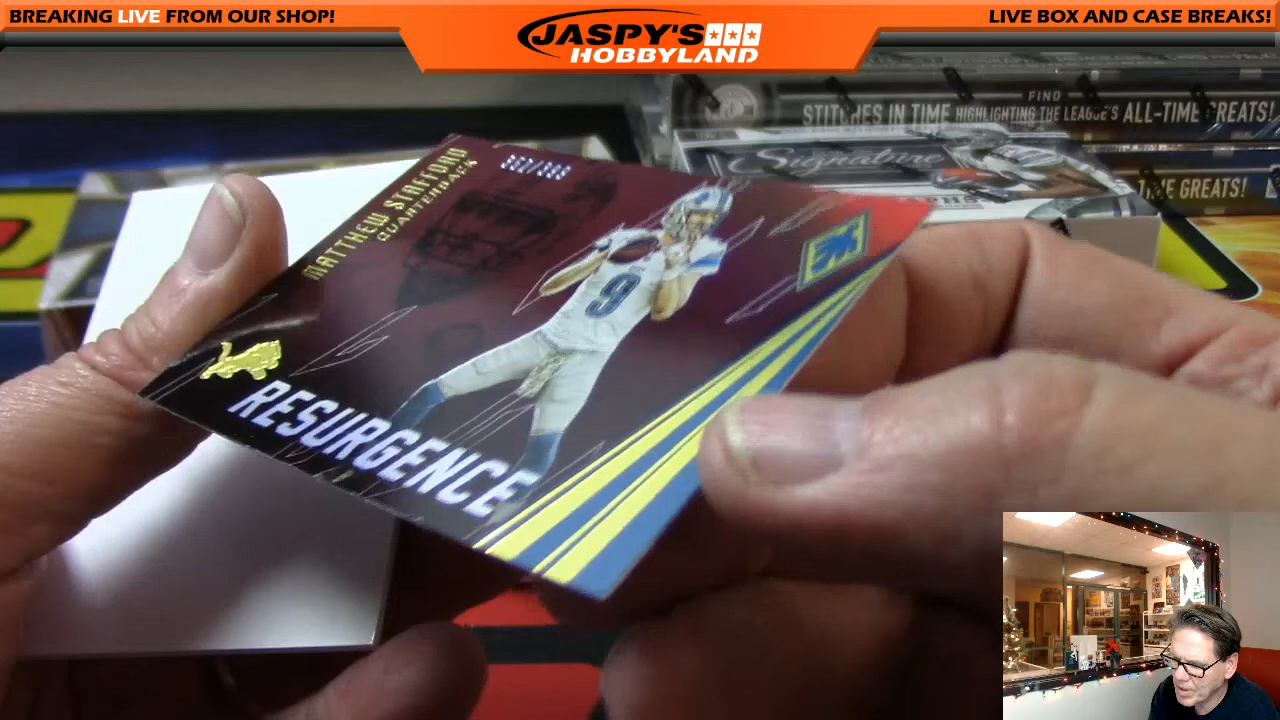 BREAKING LIVE FROM OUR SHOP!
JASPY'S
HOBBYLAND
LIVE BOX AND CASE BREAKS!
FIND
STITCHES IN TIME HIGHLIGHTING THE LEAGUE'S ALL-TIME GREATS!
Signature
GREATS!
MATTHEW STAFFORD
QUARTERBACK
9
RESURGENCE